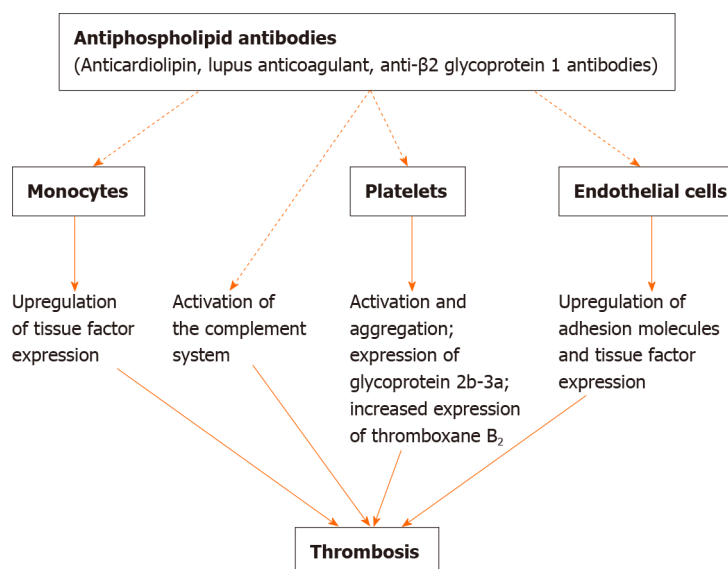 Antiphospholipid antibodies
(Anticardiolipin, lupus anticoagulant, anti-β2 glycoprotein 1 antibodies)
Monocytes
Platelets
Endothelial cells
Upregulation
of tissue factor
expression
Activation of
the complement
system
Activation and
aggregation;
expression of
glycoprotein 2b-3a;
increased expression
of thromboxane B₂
Upregulation of
adhesion molecules
and tissue factor
expression
Thrombosis